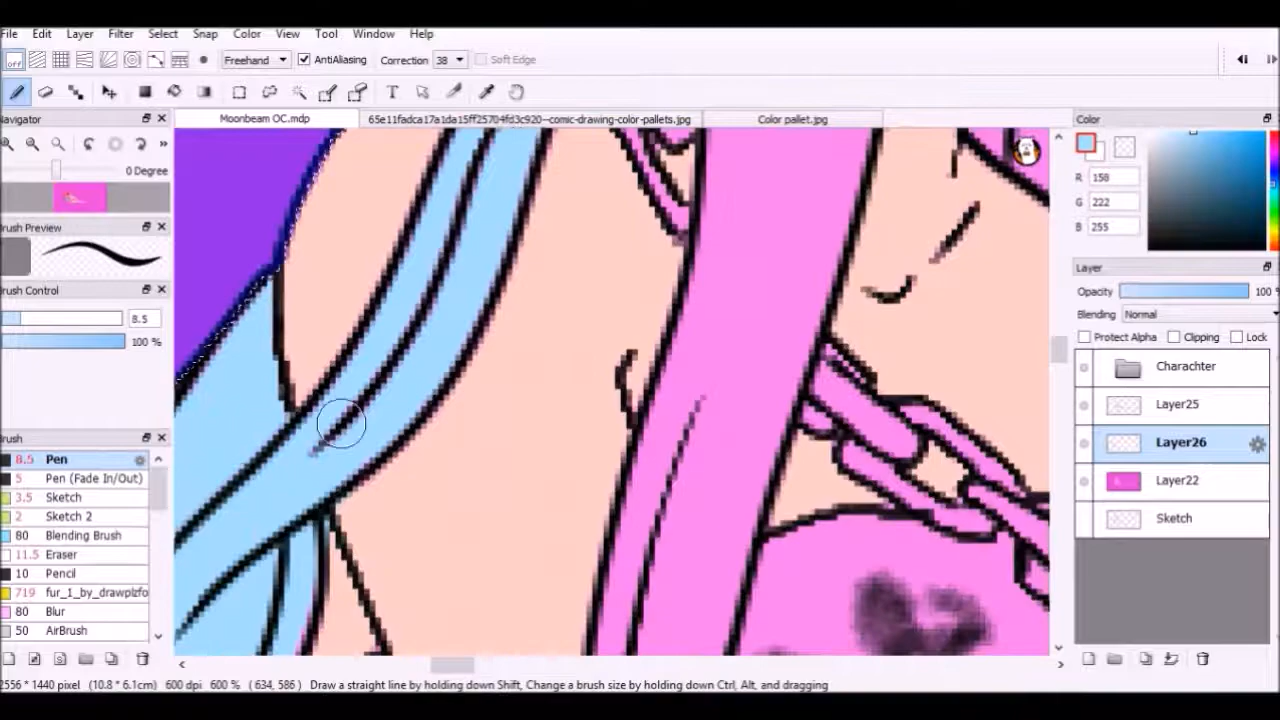 File Edit Layer Filter Select Snap Color View Tool Window Help
off Freehand AntiAliasing Correction 38 Soft Edge
T
Navigator Moonbeam OC.mdp 65e11fadca17a1da15ff25704fd3c920--comic-drawing-color-pallets.jpg Color pallet.jpg Color
0 Degree
R 158
G 222
B 255
Brush Preview
Brush Control
8.5
100 %
Layer
Opacity 100
Blending Normal
Protect Alpha Clipping Lock
Charachter
Layer25
Layer26
Layer22
Sketch
Brush
8.5 Pen
5 Pen (Fade In/Out)
3.5 Sketch
2 Sketch 2
80 Blending Brush
11.5 Eraser
10 Pencil
719 fur_1_by_drawplzfo
80 Blur
50 AirBrush
2556 * 1440 pixel (10.8 * 6.1cm) 600 dpi 600 % ( 634, 586 ) Draw a straight line by holding down Shift, Change a brush size by holding down Ctrl, Alt, and dragging